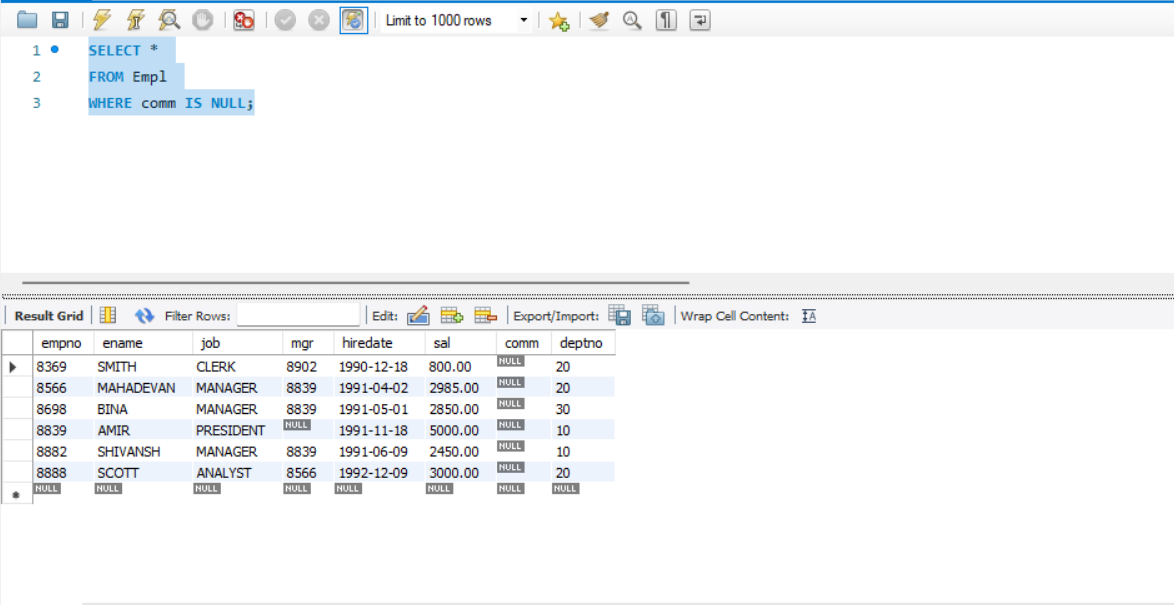 Limit to 1000 rows
1 SELECT *
2 FROM Empl
3 WHERE comm IS NULL;
Result Grid Filter Rows: Edit: Export/Import: Wrap Cell Content:
empno ename job mgr hiredate sal comm deptno
8369 SMITH CLERK 8902 1990-12-18 800.00 NULL 20
8566 MAHADEVAN MANAGER 8839 1991-04-02 2985.00 NULL 20
8698 BINA MANAGER 8839 1991-05-01 2850.00 NULL 30
8839 AMIR PRESIDENT NULL 1991-11-18 5000.00 NULL 10
8882 SHIVANSH MANAGER 8839 1991-06-09 2450.00 NULL 10
8888 SCOTT ANALYST 8566 1992-12-09 3000.00 NULL 20
NULL NULL NULL NULL NULL NULL NULL NULL